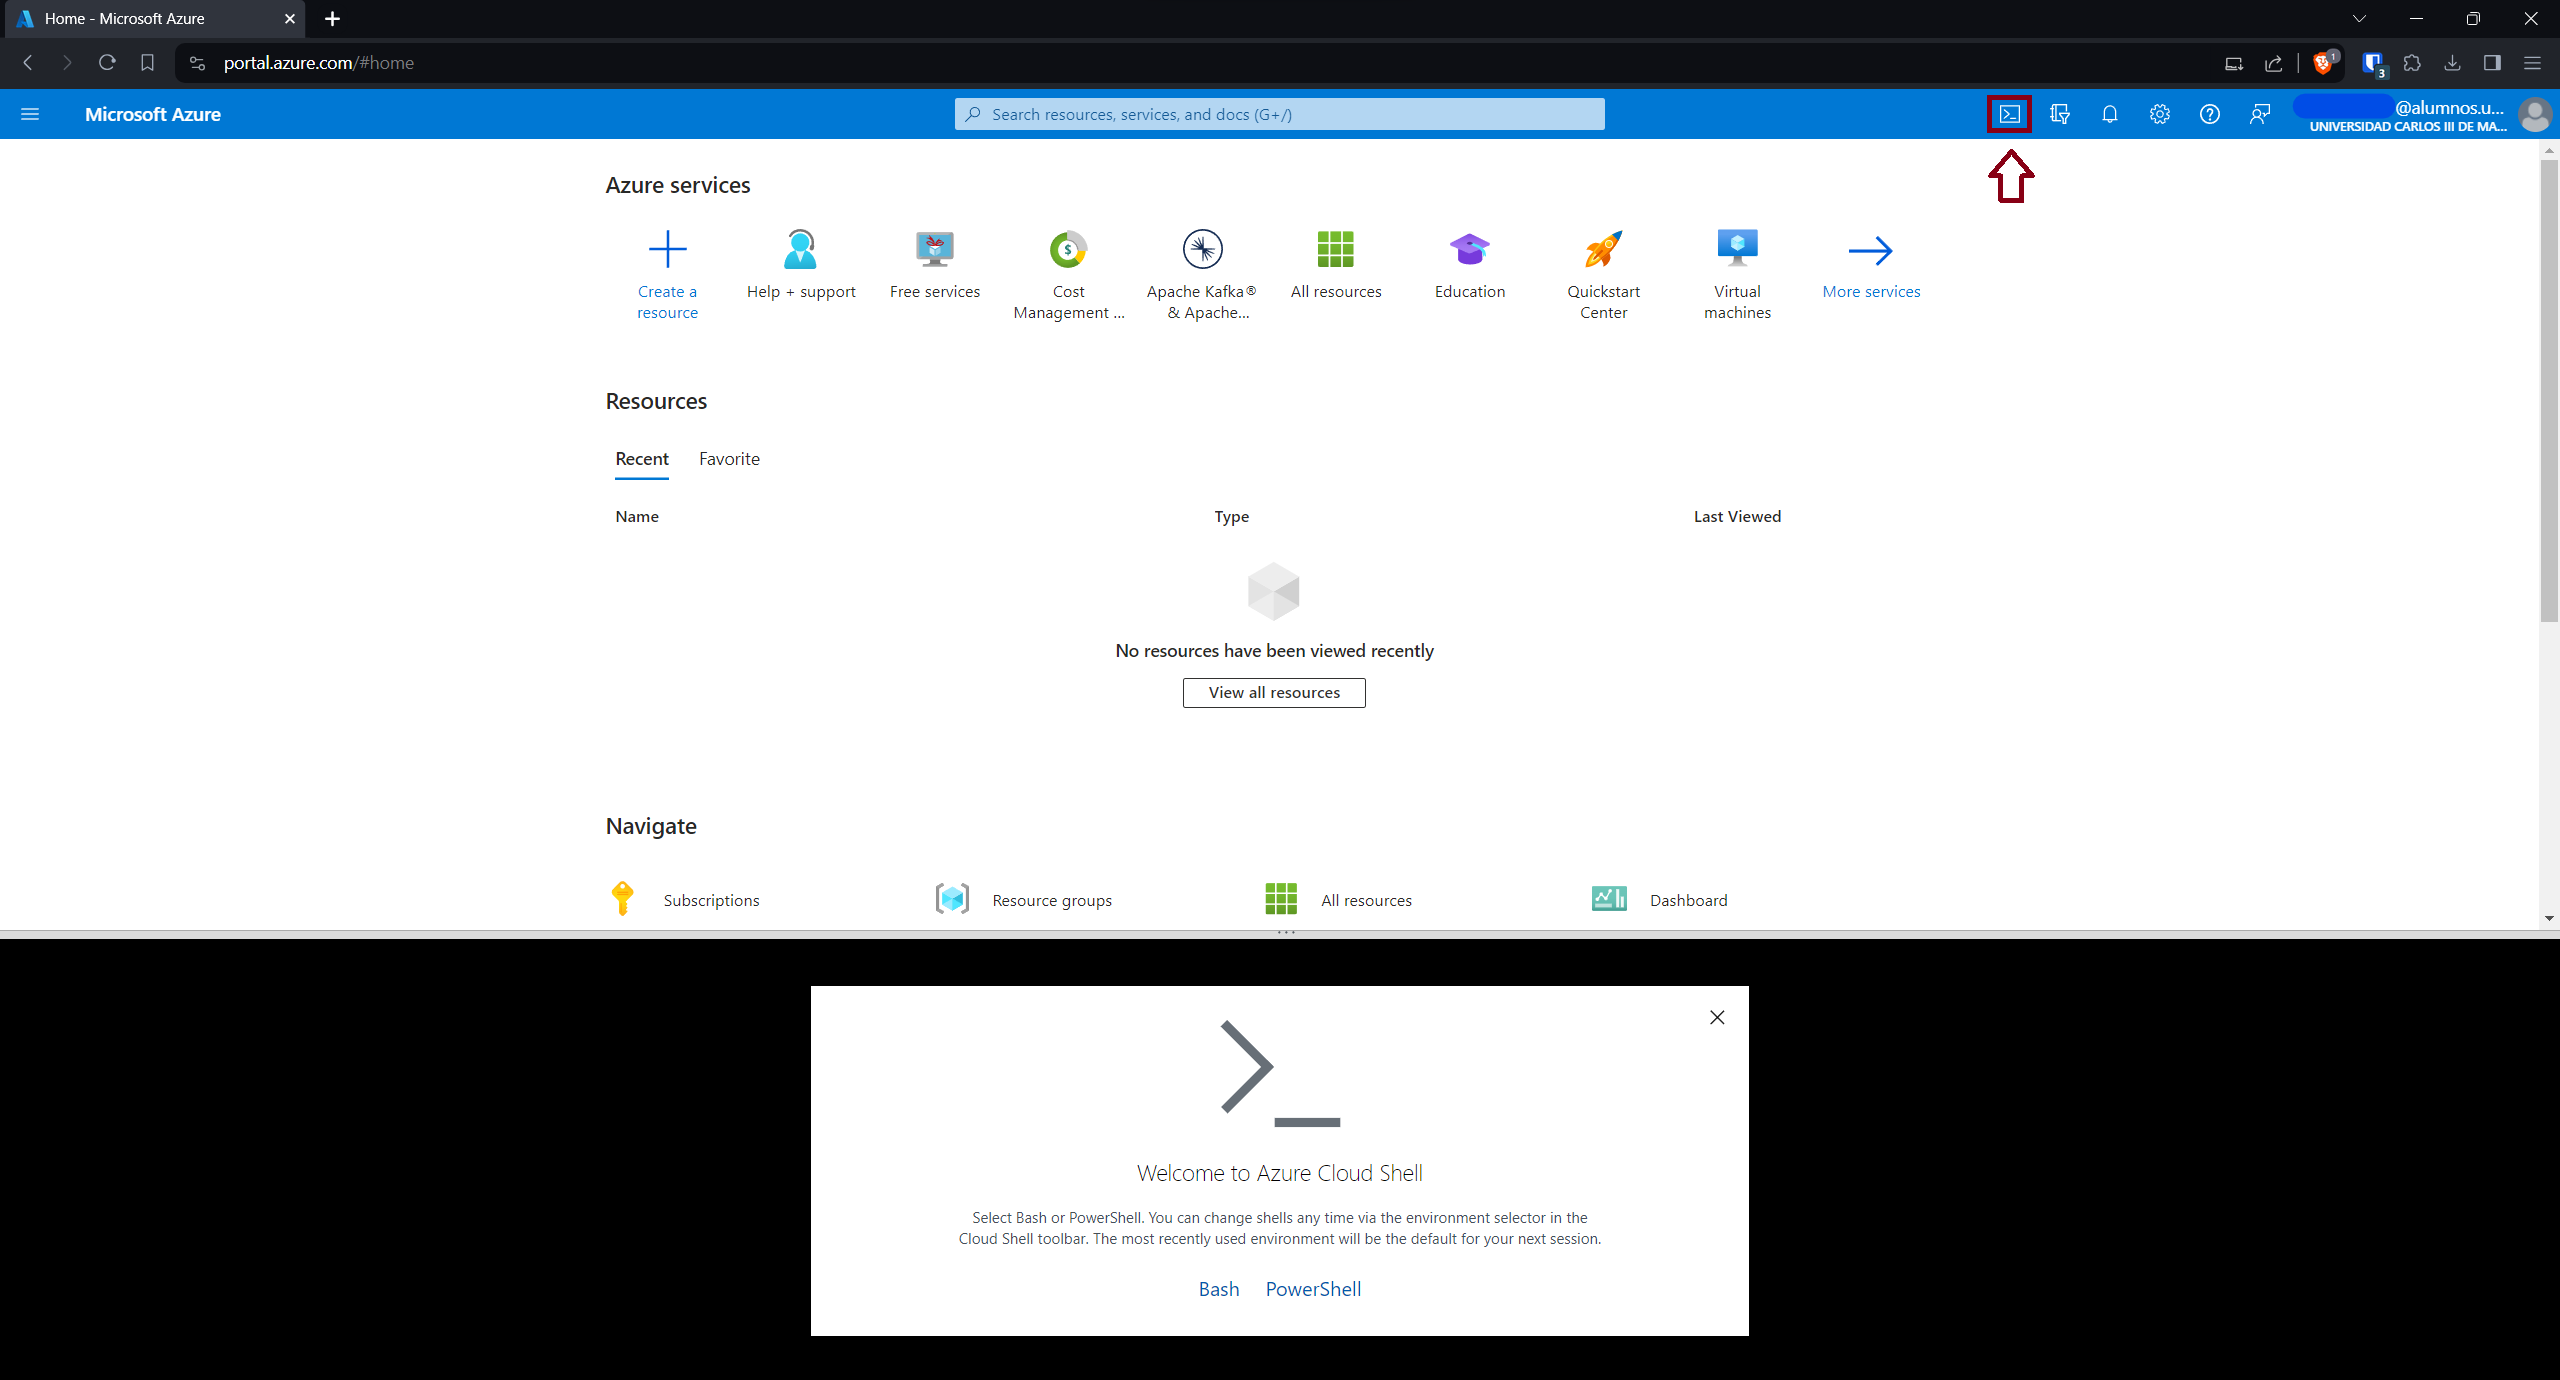 Home - Microsoft Azure
portal.azure.com/#home
1
3
Microsoft Azure
Search resources, services, and docs (G+/)
@alumnos.u...
UNIVERSIDAD CARLOS III DE MA...
Azure services
Create a
resource
Help + support
Free services
Cost
Management ...
Apache Kafka®
& Apache...
All resources
Education
Quickstart
Center
Virtual
machines
More services
Resources
Recent
Favorite
Name
Type
Last Viewed
No resources have been viewed recently
View all resources
Navigate
Subscriptions
Resource groups
All resources
Dashboard
Welcome to Azure Cloud Shell
Select Bash or PowerShell. You can change shells any time via the environment selector in the
Cloud Shell toolbar. The most recently used environment will be the default for your next session.
Bash
PowerShell